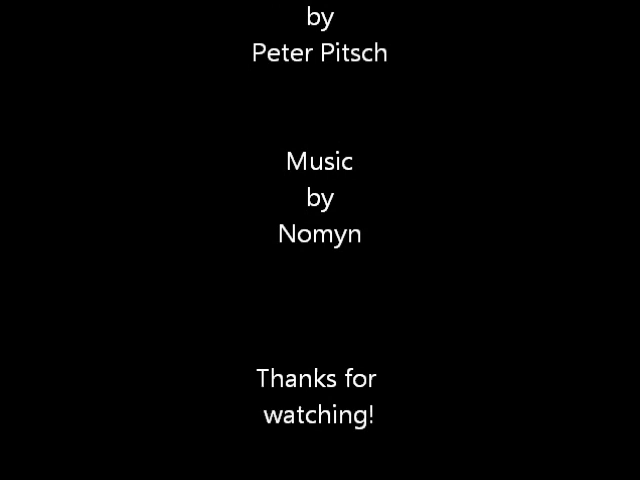 by
Peter Pitsch
Music
by
Nomyn
Thanks for
watching!